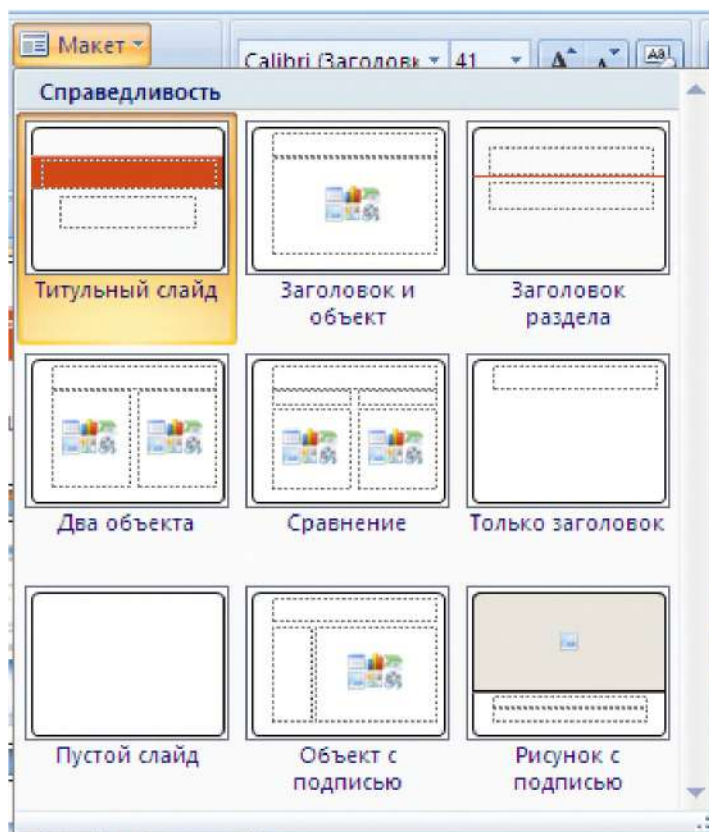 Макет
Calibri (Заголовк 41
Справедливость
Титульный слайд
Заголовок и
объект
Заголовок
раздела
Два объекта
Сравнение
Только заголовок
Пустой слайд
Объект с
подписью
Рисунок с
подписью